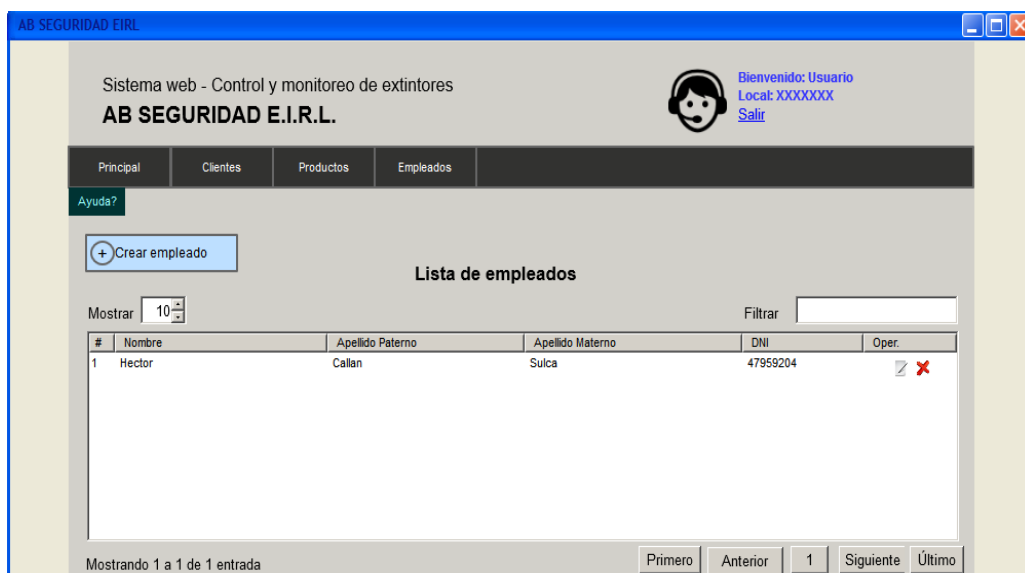 AB SEGURIDAD EIRL
Sistema web - Control y monitoreo de extintores
AB SEGURIDAD E.I.R.L.
Bienvenido: Usuario
Local: XXXXXXX
Salir
Principal Clientes Productos Empleados
Ayuda?
+ Crear empleado
Lista de empleados
Mostrar 10 Filtrar
# Nombre Apellido Paterno Apellido Materno DNI Oper.
1 Hector Callan Sulca 47959204
Mostrando 1 a 1 de 1 entrada
Primero Anterior 1 Siguiente Último